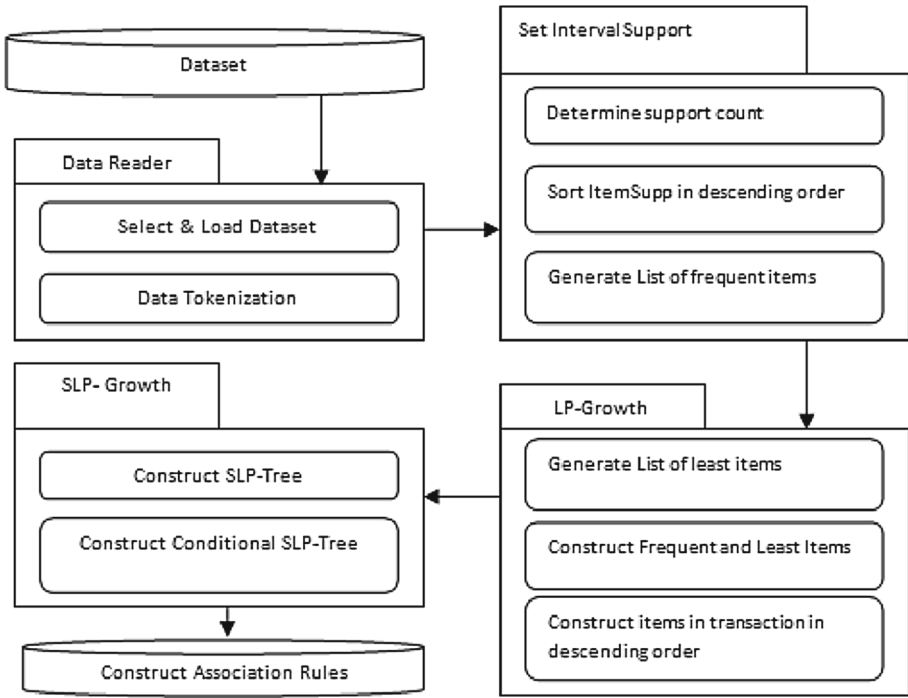 Dataset
Data Reader
Select & Load Dataset
Data Tokenization
Set Interval Support
Determine support count
Sort ItemSupp in descending order
Generate List of frequent items
LP-Growth
Generate List of least items
Construct Frequent and Least Items
Construct items in transaction in
descending order
SLP- Growth
Construct SLP-Tree
Construct Conditional SLP-Tree
Construct Association Rules